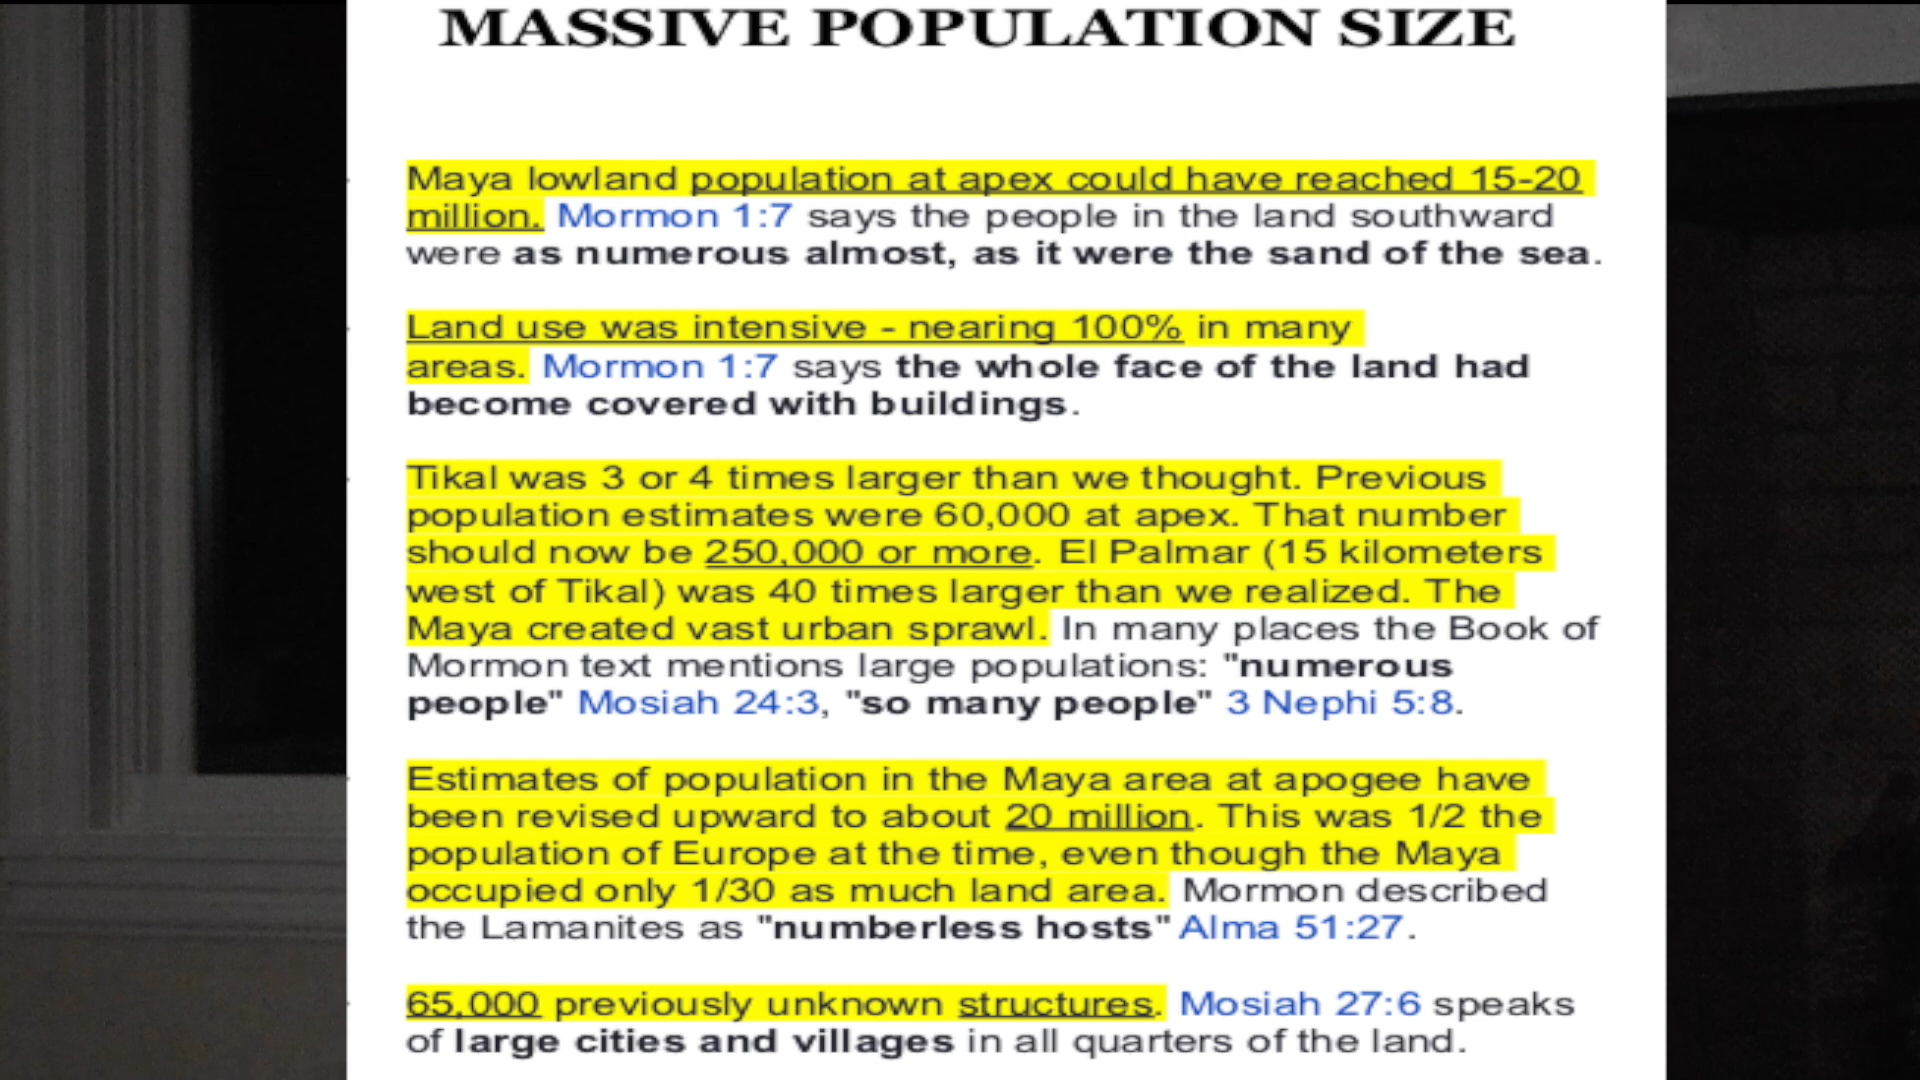 MASSIVE POPULATION SIZE
Maya lowland population at apex could have reached 15-20
million. Mormon 1:7 says the people in the land southward
were as numerous almost, as it were the sand of the sea.
Land use was intensive - nearing 100% in many
areas. Mormon 1:7 says the whole face of the land had
become covered with buildings.
Tikal was 3 or 4 times larger than we thought. Previous
population estimates were 60,000 at apex. That number
should now be 250,000 or more. El Palmar (15 kilometers
west of Tikal) was 40 times larger than we realized. The
Maya created vast urban sprawl. In many places the Book of
Mormon text mentions large populations: "numerous
people" Mosiah 24:3, "so many people" 3 Nephi 5:8.
Estimates of population in the Maya area at apogee have
been revised upward to about 20 million. This was 1/2 the
population of Europe at the time, even though the Maya
occupied only 1/30 as much land area. Mormon described
the Lamanites as "numberless hosts" Alma 51:27.
65,000 previously unknown structures. Mosiah 27:6 speaks
of large cities and villages in all quarters of the land.